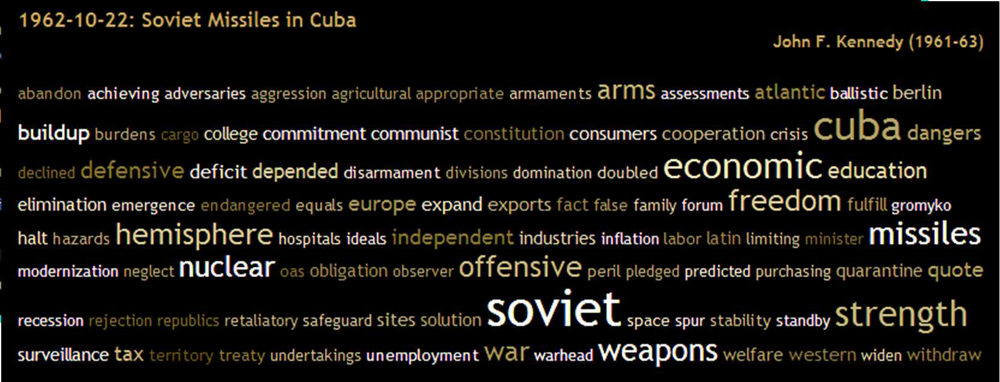 1962-10-22: Soviet Missiles in Cuba
John F. Kennedy (1961-63)
abandon achieving adversaries aggression agricultural appropriate armaments arms assessments atlantic ballistic berlin
buildup burdens cargo college commitment communist constitution consumers cooperation crisis cuba dangers
declined defensive deficit depended disarmament divisions domination doubled economic education
elimination emergence endangered equals europe expand exports fact false family forum freedom fulfill gromyko
halt hazards hemisphere hospitals ideals independent industries inflation labor latin limiting minister missiles
modernization neglect nuclear oas obligation observer offensive peril pledged predicted purchasing quarantine quote
recession rejection republics retaliatory safeguard sites solution soviet space spur stability standby strength
surveillance tax territory treaty undertakings unemployment war warhead weapons welfare western widen withdraw